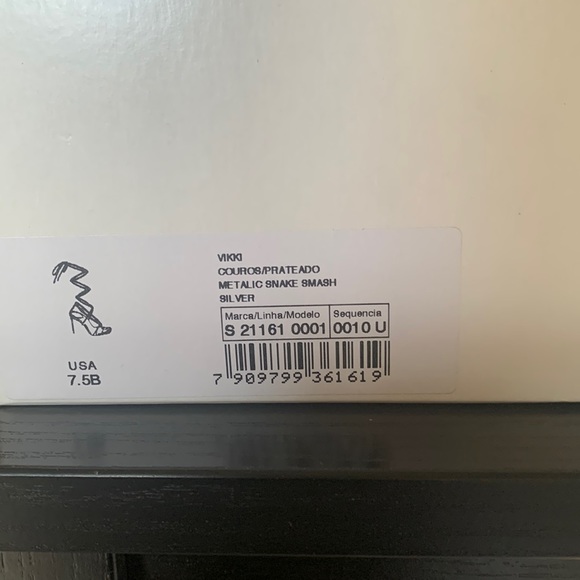 VIKKI
COUROS/PRATEADO
METALIC SNAKE SMASH
SILVER
Marca/Linha/Modelo Sequencia
S 21161 0001 0010 U
USA
7.5B
7 909799 361619